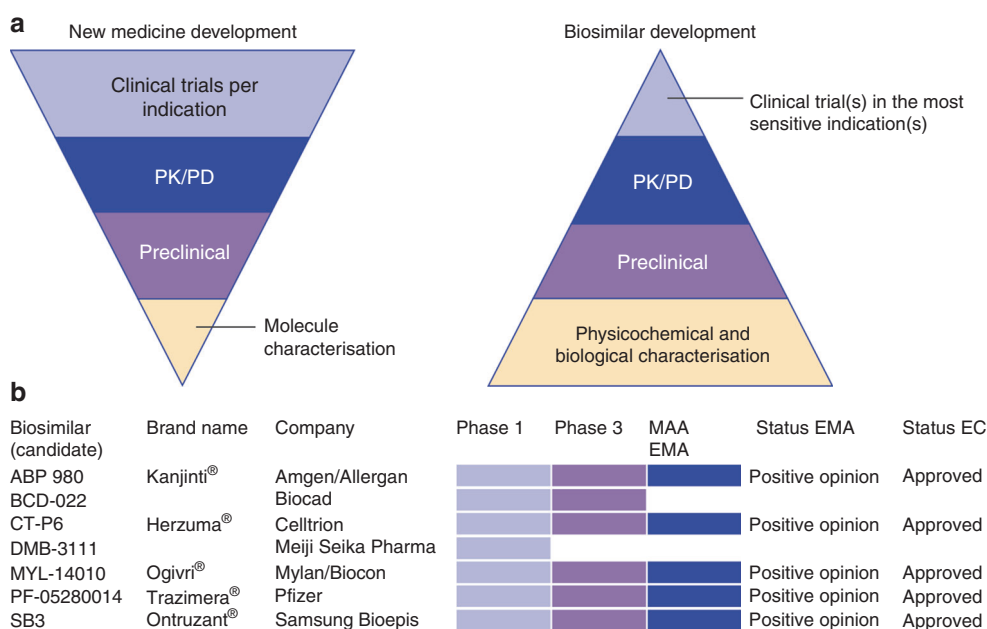 a
New medicine development
Clinical trials per
indication
PK/PD
Preclinical
Molecule
characterisation
Biosimilar development
Clinical trial(s) in the most
sensitive indication(s)
PK/PD
Preclinical
Physicochemical and
biological characterisation
b
Biosimilar (candidate) Brand name Company Phase 1 Phase 3 MAA EMA Status EMA Status EC
ABP 980 Kanjinti® Amgen/Allergan Positive opinion Approved
BCD-022 Biocad
CT-P6 Herzuma® Celltrion Positive opinion Approved
DMB-3111 Meiji Seika Pharma
MYL-14010 Ogivri® Mylan/Biocon Positive opinion Approved
PF-05280014 Trazimera® Pfizer Positive opinion Approved
SB3 Ontruzant® Samsung Bioepis Positive opinion Approved